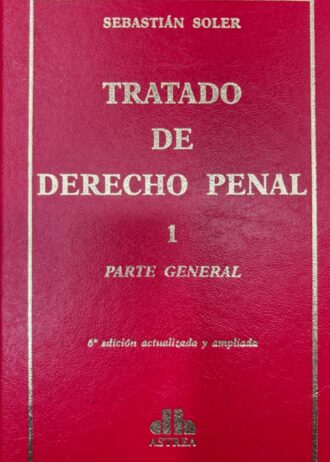 SEBASTIÁN SOLER
TRATADO
DE
DERECHO PENAL
1
PARTE GENERAL
6ª edición actualizada y ampliada
ASTREA